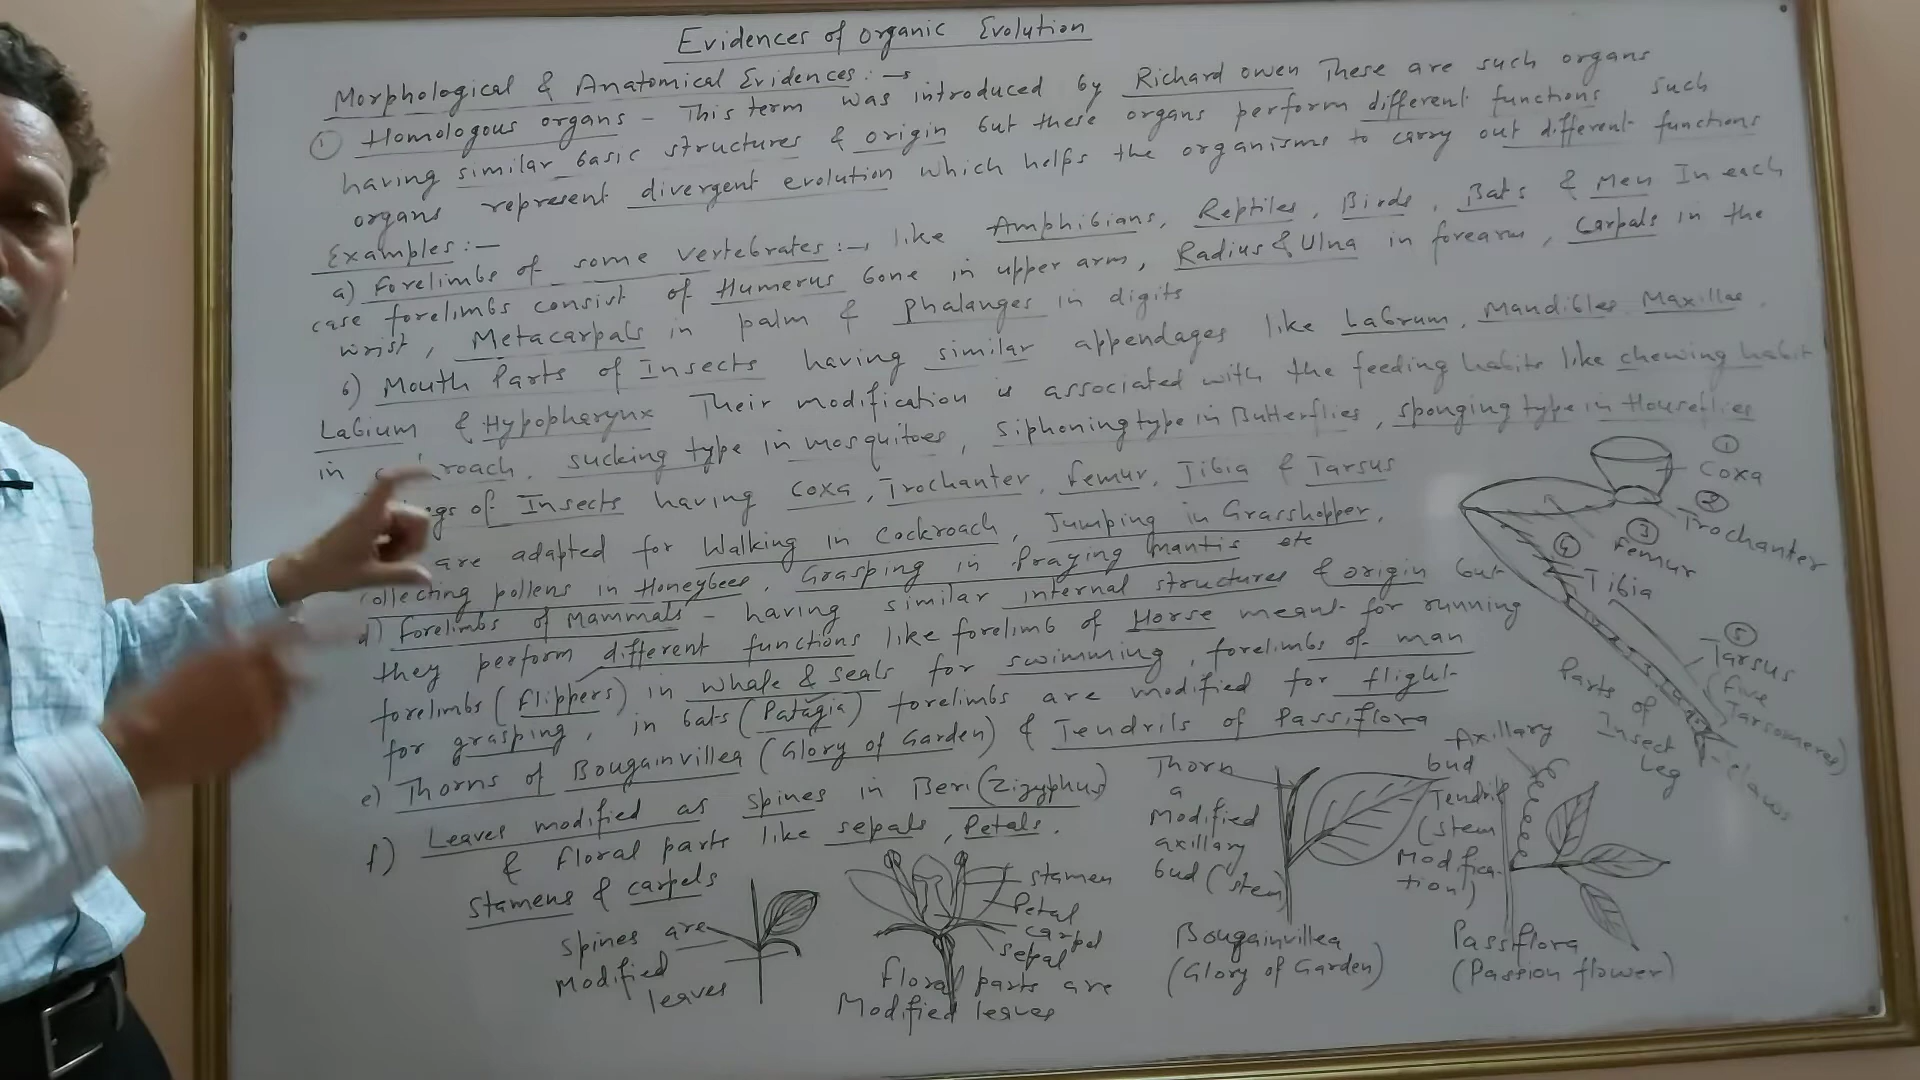 Evidences of organic Evolution
Morphological & Anatomical Evidences :→
① Homologous organs - This term was introduced by Richard owen These are such organs
having similar basic structures & origin but these organs perform different functions such
organs represent divergent evolution which helps the organisms to carry out different functions
Examples :—
a) Forelimbs of some vertebrates :→ like Amphibians, Reptiles, Birds, Bats & Men In each
case forelimbs consist of Humerus bone in upper arm, Radius & Ulna in forearm, Carpals in the
wrist, Metacarpals in palm & Phalanges in digits
b) Mouth Parts of Insects having similar appendages like Labrum, Mandibles Maxillae,
Labium & Hypopharynx Their modification is associated with the feeding habits like chewing habit
in roach, sucking type in mosquitoes, siphoning type in Butterflies, sponging type in Houseflies
gs of Insects having Coxa, Trochanter, femur, Tibia & Tarsus
are adapted for Walking in Cockroach, Jumping in Grasshopper,
collecting pollens in Honeybees, Grasping in Praying mantis etc
d) Forelimbs of Mammals - having similar internal structures & origin but
they perform different functions like forelimb of Horse meant for running
forelimbs (Flippers) in whale & seals for swimming, forelimbs of man
for grasping, in bats (Patagia) forelimbs are modified for flight
e) Thorns of Bougainvillea (Glory of Garden) & Tendrils of Passiflora
f) Leaves modified as spines in Ber (Zizyphus)
& floral parts like sepals, Petals.
stamens & carpels
spines are
Modified
leaves
stamen
Petal
carpel
sepal
Floral parts are
Modified leaves
Thorn
a
Modified
axillary
bud (stem)
Bougainvillea
(Glory of Garden)
Axillary
bud
Tendril
(stem
Modifica-
tion)
Passiflora
(Passion flower)
① Coxa
② Trochanter
③ Femur
④ Tibia
⑤ Tarsus
(five
Tarsomeres)
claws
Parts of
Insect
Leg